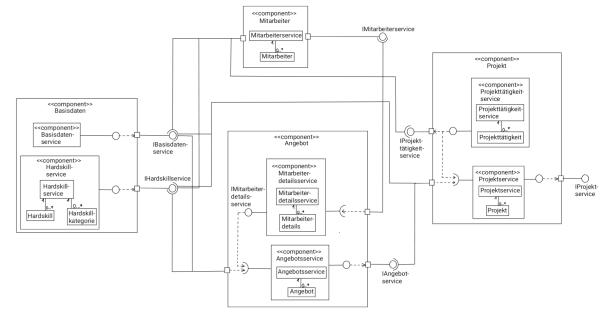 <<component>>
Mitarbeiter
Mitarbeiterservice
0..*
Mitarbeiter
IMitarbeiterservice
<<component>>
Projekt
<<component>>
Projekttätigkeit-
service
Projekttätigkeit-
service
0..*
Projekttätigkeit
IProjekt-
tätigkeit-
service
<<component>>
Projektservice
Projektservice
0..*
Projekt
IProjekt-
service
<<component>>
Basisdaten
<<component>>
Basisdaten-
service
IBasisdaten-
service
<<component>>
Hardskill-
service
Hardskill-
service
0..*
0..*
Hardskill
Hardskill-
kategorie
IHardskillservice
<<component>>
Angebot
<<component>>
Mitarbeiter-
detailsservice
Mitarbeiter-
detailsservice
0..*
Mitarbeiter-
details
IMitarbeiter-
details-
service
<<component>>
Angebotsservice
Angebotsservice
0..*
Angebot
IAngebot-
service